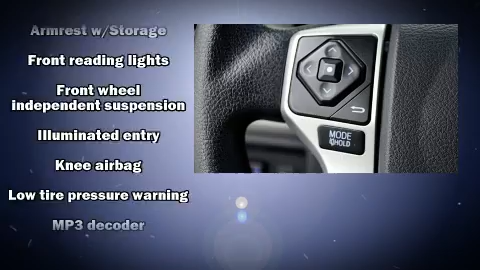 Armrest w/Storage
Front reading lights
Front wheel
independent suspension
Illuminated entry
Knee airbag
Low tire pressure warning
MP3 decoder
MODE
HOLD